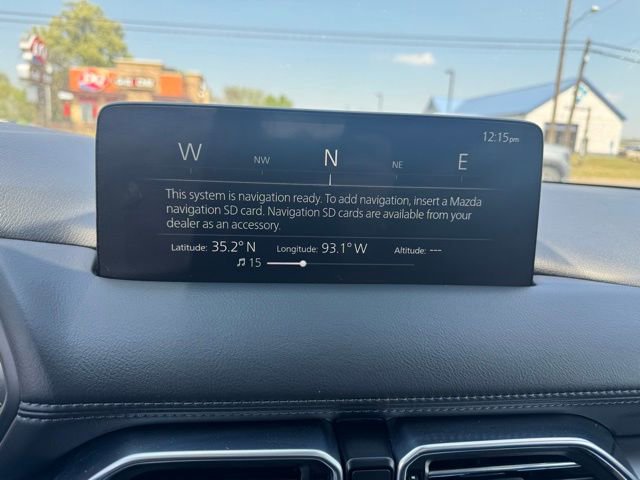 12:15pm
W NW N NE E
This system is navigation ready. To add navigation, insert a Mazda
navigation SD card. Navigation SD cards are available from your
dealer as an accessory.
Latitude: 35.2°N Longitude: 93.1°W Altitude: ---
15